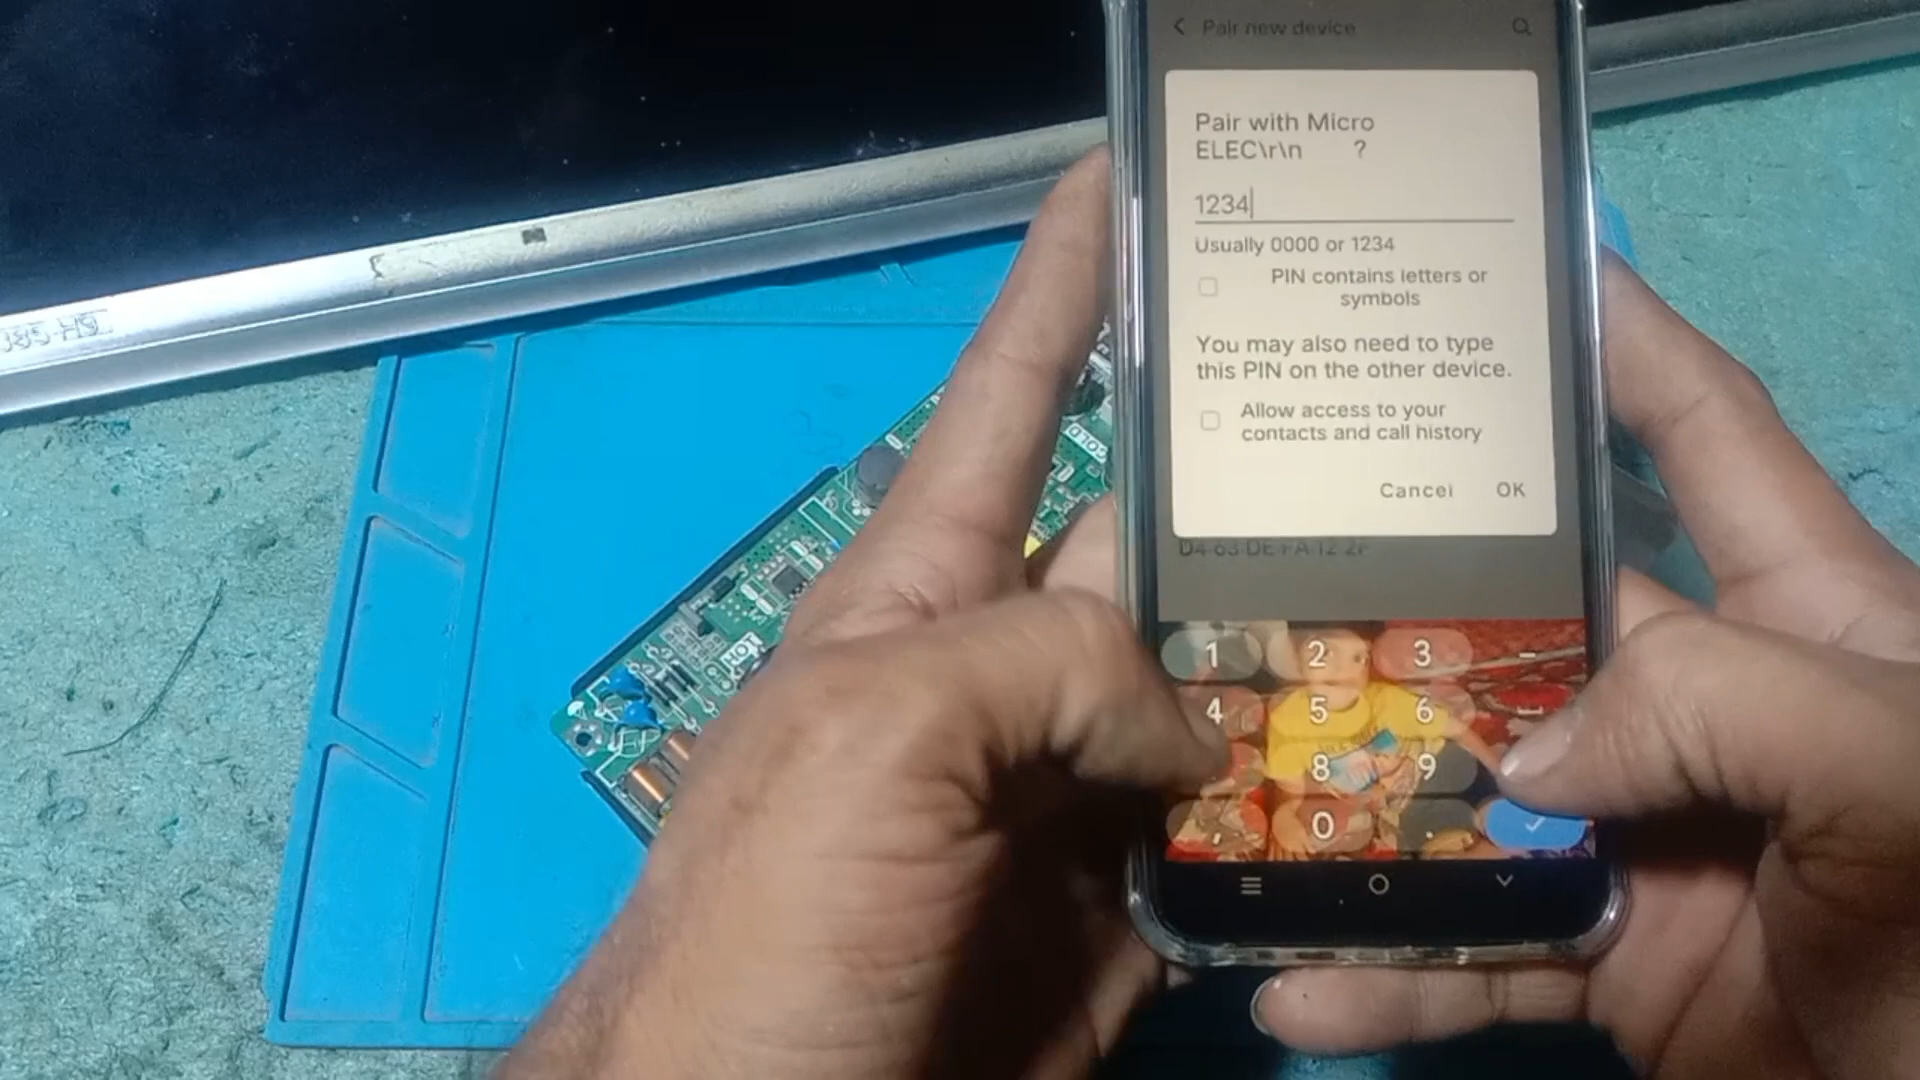 Pair new device
Pair with Micro
ELEC\r\n ?
1234
Usually 0000 or 1234
PIN contains letters or
symbols
You may also need to type
this PIN on the other device.
Allow access to your
contacts and call history
Cancel OK
1 2 3 -
4 5 6
8 9
, 0 .
COLD
HOT